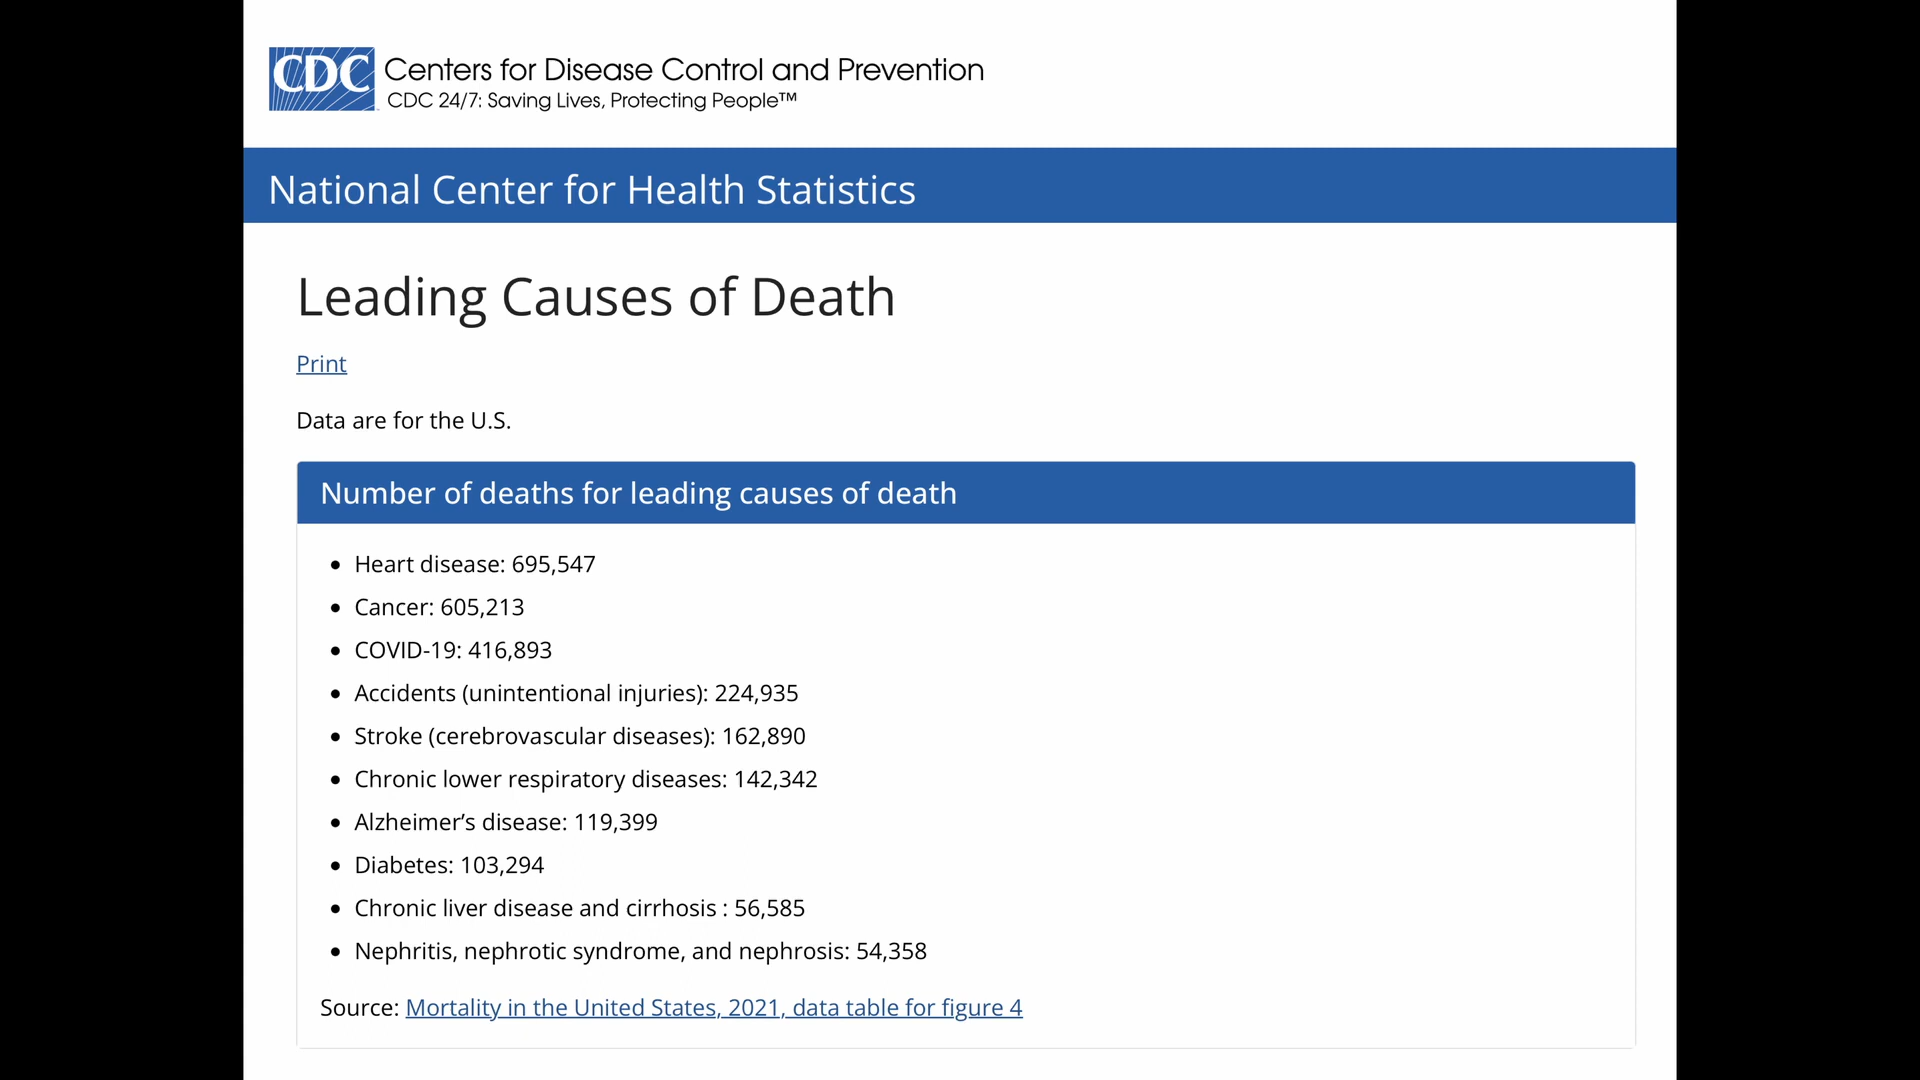 CDC Centers for Disease Control and Prevention
CDC 24/7: Saving Lives, Protecting People™
National Center for Health Statistics
Leading Causes of Death
Print
Data are for the U.S.
Number of deaths for leading causes of death
• Heart disease: 695,547
• Cancer: 605,213
• COVID-19: 416,893
• Accidents (unintentional injuries): 224,935
• Stroke (cerebrovascular diseases): 162,890
• Chronic lower respiratory diseases: 142,342
• Alzheimer’s disease: 119,399
• Diabetes: 103,294
• Chronic liver disease and cirrhosis : 56,585
• Nephritis, nephrotic syndrome, and nephrosis: 54,358
Source: Mortality in the United States, 2021, data table for figure 4